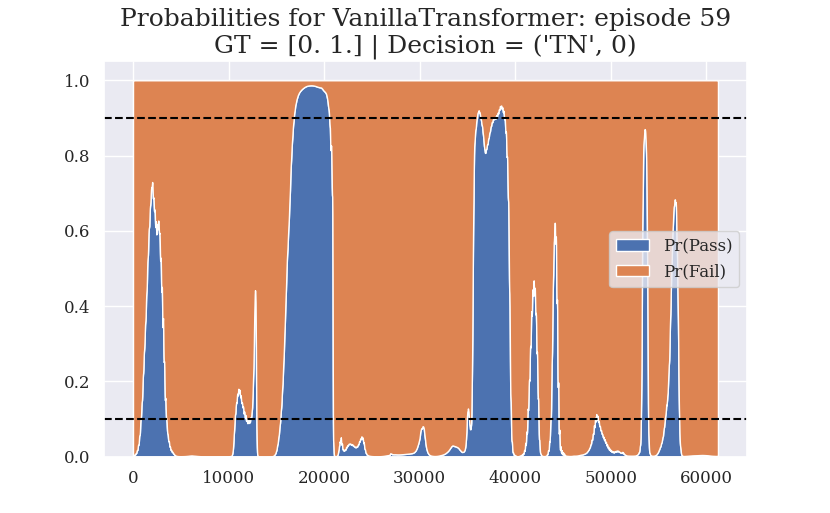 Probabilities for VanillaTransformer: episode 59
GT = [0. 1.] | Decision = ('TN', 0)
1.0
0.8
0.6
0.4
0.2
0.0
Pr(Pass)
Pr(Fail)
0 10000 20000 30000 40000 50000 60000